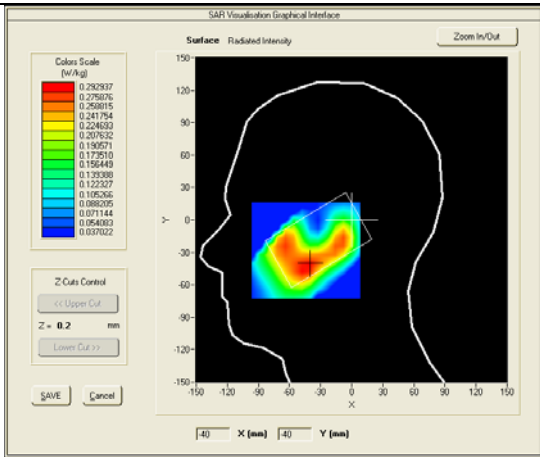 SAR Visualisation Graphical Interface
Surface Radiated Intensity
Zoom In/Out
Colors Scale
(W/kg)
0.292937
0.275876
0.258815
0.241754
0.224693
0.207632
0.190571
0.173510
0.156449
0.139388
0.122327
0.105266
0.088205
0.071144
0.054083
0.037022
Z-Cuts Control
<< Upper Cut
Z = 0.2 mm
Lower Cut >>
SAVE Cancel
150
120
90
60
30
0
-30
-60
-90
-120
-150
Y
-150 -120 -90 -60 -30 0 30 60 90 120 150
X
-40 X (mm) -40 Y (mm)